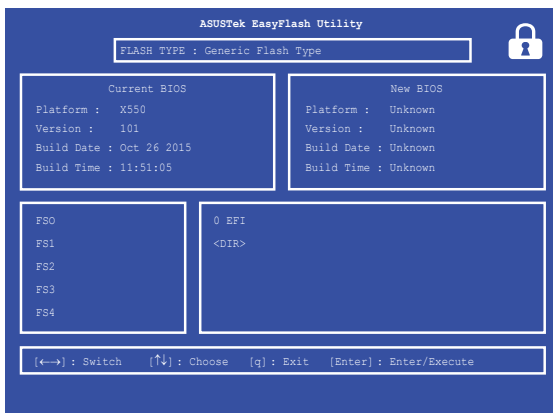 ASUSTek EasyFlash Utility
FLASH TYPE : Generic Flash Type
Current BIOS
Platform : X550
Version : 101
Build Date : Oct 26 2015
Build Time : 11:51:05
New BIOS
Platform : Unknown
Version : Unknown
Build Date : Unknown
Build Time : Unknown
FSO
FS1
FS2
FS3
FS4
0 EFI
<DIR>
[←→] : Switch [↑↓] : Choose [q] : Exit [Enter] : Enter/Execute